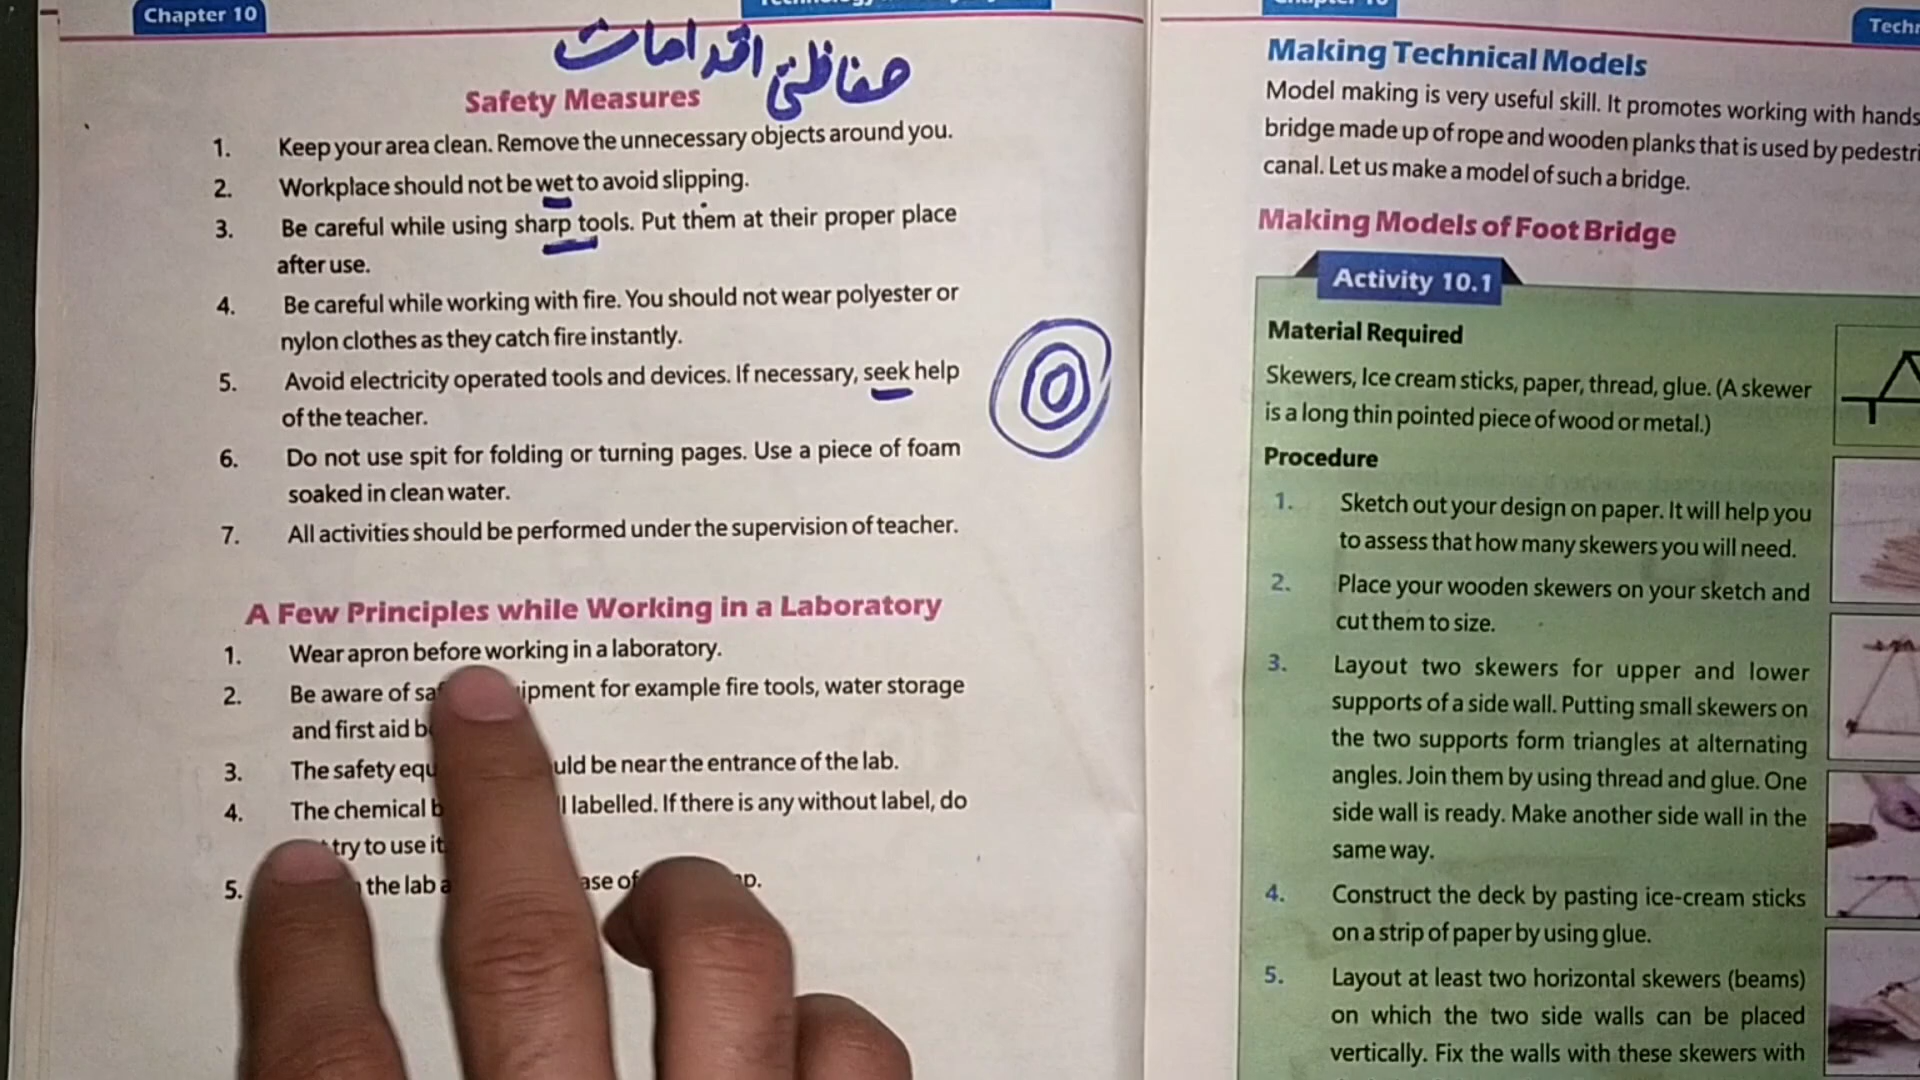 Chapter 10
حفاظتی اقدامات
Safety Measures
1. Keep your area clean. Remove the unnecessary objects around you.
2. Workplace should not be wet to avoid slipping.
3. Be careful while using sharp tools. Put them at their proper place
after use.
4. Be careful while working with fire. You should not wear polyester or
nylon clothes as they catch fire instantly.
5. Avoid electricity operated tools and devices. If necessary, seek help
of the teacher.
6. Do not use spit for folding or turning pages. Use a piece of foam
soaked in clean water.
7. All activities should be performed under the supervision of teacher.
A Few Principles while Working in a Laboratory
1. Wear apron before working in a laboratory.
2. Be aware of for example fire tools, water storage
and first aid
3. The safety be near the entrance of the lab.
4. The chemical labelled. If there is any without label, do
try to use it
5. the lab of
Making Technical Models
Model making is very useful skill. It promotes working with hands
bridge made up of rope and wooden planks that is used by
canal. Let us make a model of such a bridge.
Making Models of Foot Bridge
Activity 10.1
Material Required
Skewers, Ice cream sticks, paper, thread, glue. (A skewer
is a long thin pointed piece of wood or metal.)
Procedure
1. Sketch out your design on paper. It will help you
to assess that how many skewers you will need.
2. Place your wooden skewers on your sketch and
cut them to size.
3. Layout two skewers for upper and lower
supports of a side wall. Putting small skewers on
the two supports form triangles at alternating
angles. Join them by using thread and glue. One
side wall is ready. Make another side wall in the
same way.
4. Construct the deck by pasting ice-cream sticks
on a strip of paper by using glue.
5. Layout at least two horizontal skewers (beams)
on which the two side walls can be placed
vertically. Fix the walls with these skewers with